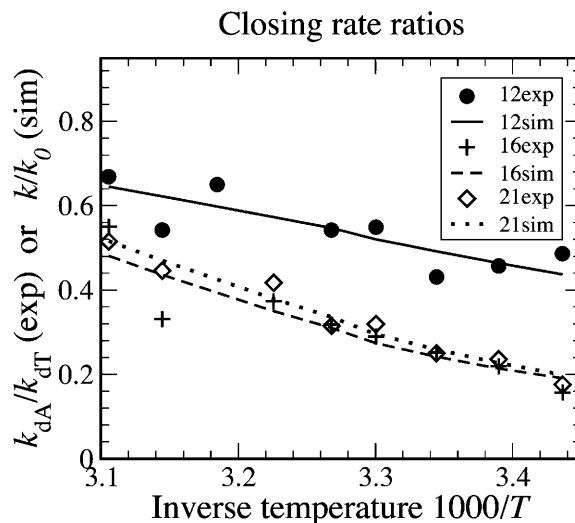 Closing rate ratios
k_dA/k_dT (exp) or k/k_0 (sim)
0.8
0.6
0.4
0.2
0
12exp
12sim
16exp
16sim
21exp
21sim
3.1 3.2 3.3 3.4
Inverse temperature 1000/T